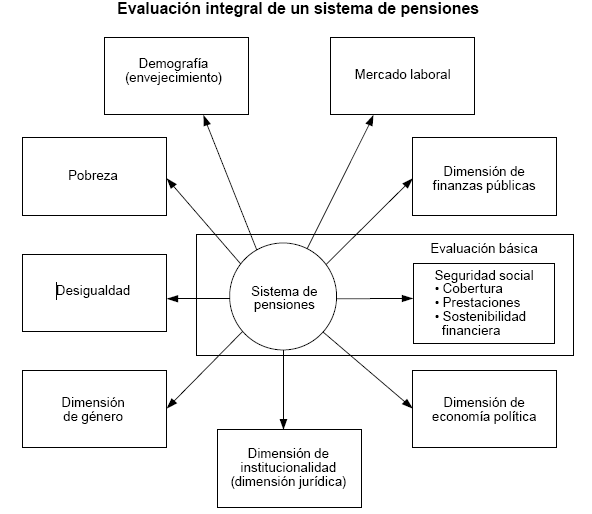 Evaluación integral de un sistema de pensiones
Demografía
(envejecimiento)
Mercado laboral
Pobreza
Dimensión de
finanzas públicas
Evaluación básica
Desigualdad
Sistema de
pensiones
Seguridad social
• Cobertura
• Prestaciones
• Sostenibilidad
financiera
Dimensión
de género
Dimensión de
economía política
Dimensión de
institucionalidad
(dimensión jurídica)